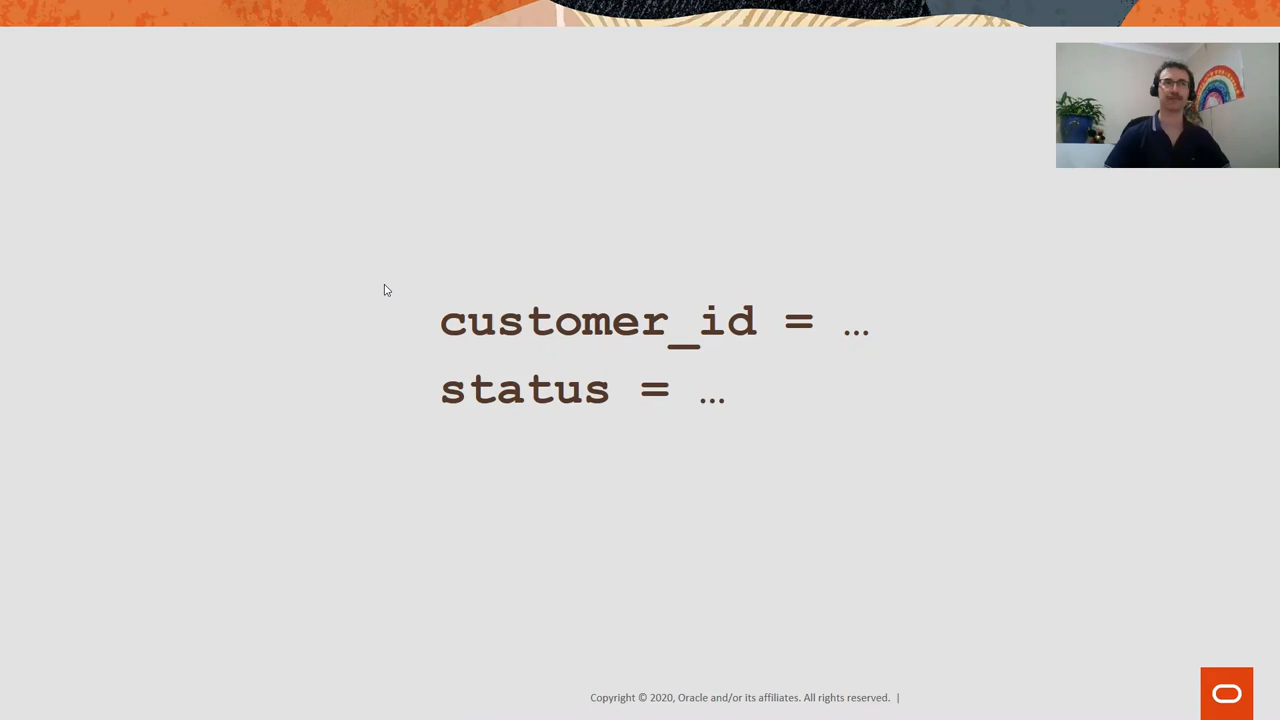 customer_id = …
status = …
Copyright © 2020, Oracle and/or its affiliates. All rights reserved. |